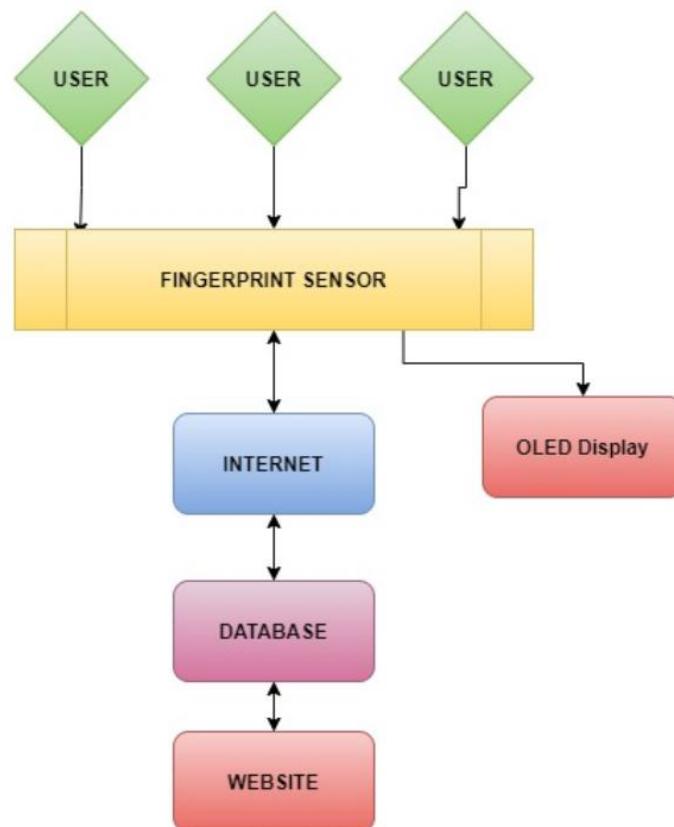 USER
USER
USER
FINGERPRINT SENSOR
INTERNET
OLED Display
DATABASE
WEBSITE